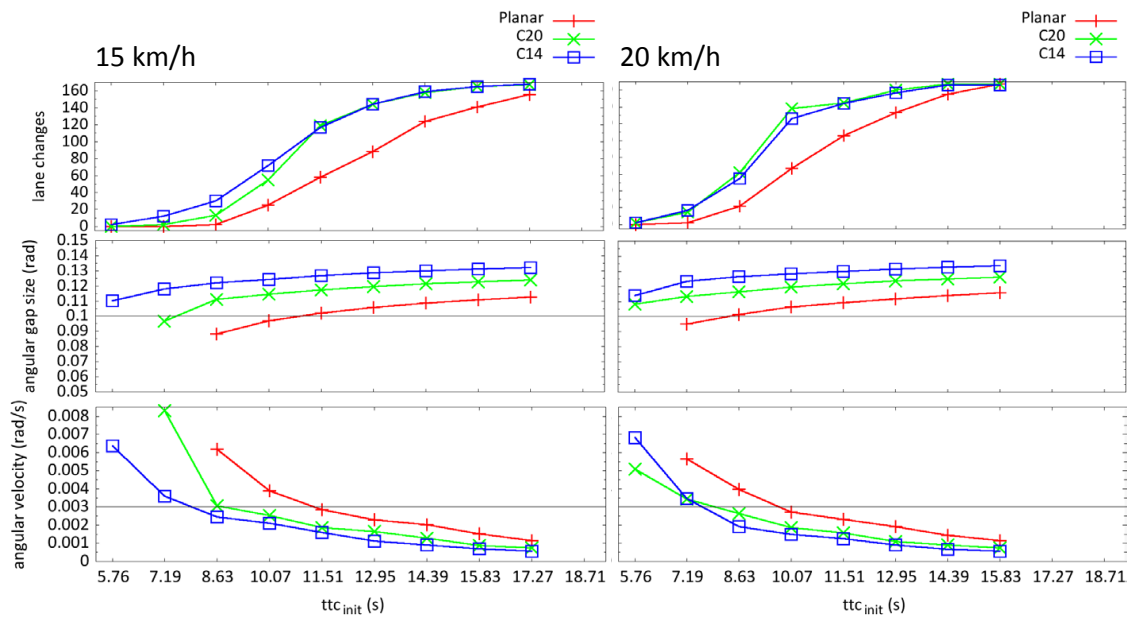 Planar
C20
C14
15 km/h
Planar
C20
C14
20 km/h
lane changes
160
140
120
100
80
60
40
20
0
angular gap size (rad)
0.15
0.14
0.13
0.12
0.11
0.1
0.09
0.08
0.07
0.06
0.05
angular velocity (rad/s)
0.008
0.007
0.006
0.005
0.004
0.003
0.002
0.001
0
5.76 7.19 8.63 10.07 11.51 12.95 14.39 15.83 17.27 18.71
5.76 7.19 8.63 10.07 11.51 12.95 14.39 15.83 17.27 18.71
ttc init (s)
ttc init (s)